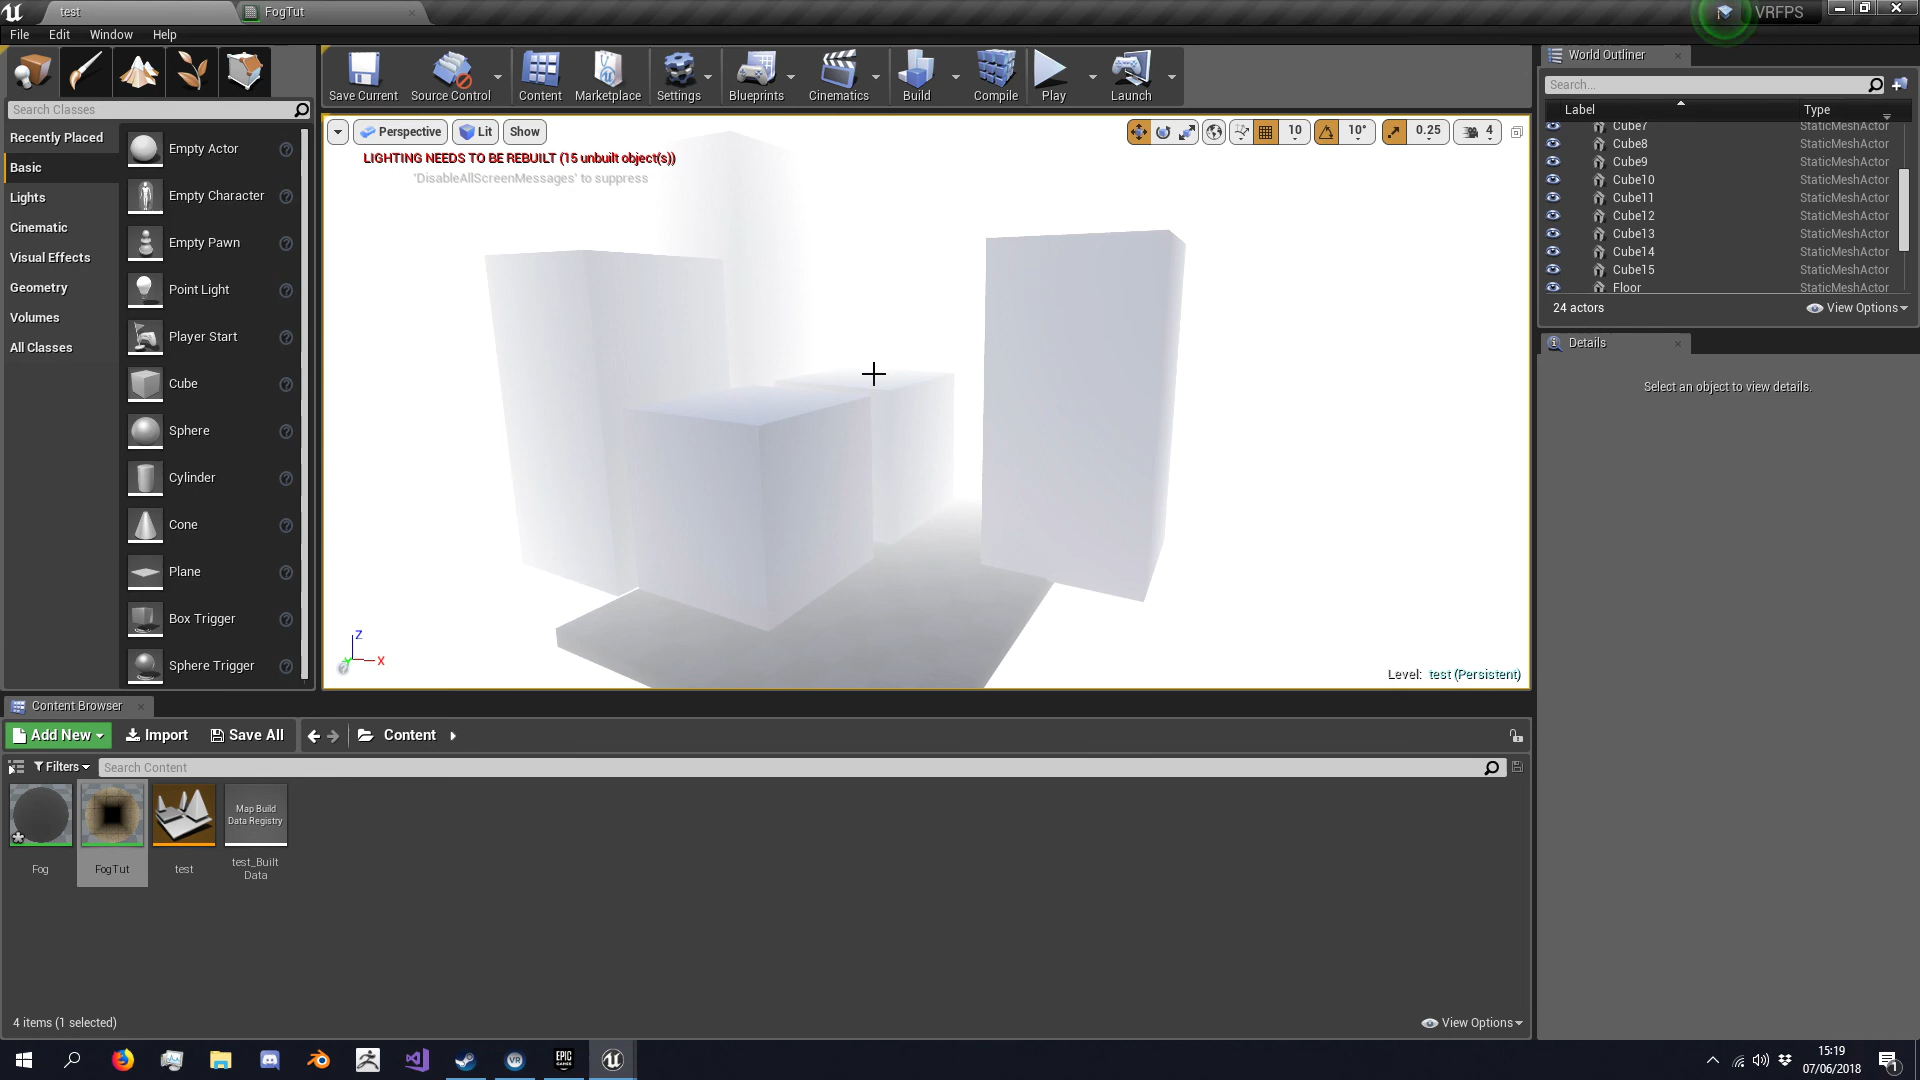 test
FogTut
VRFPS
File Edit Window Help
Save Current
Source Control
Content
Marketplace
Settings
Blueprints
Cinematics
Build
Compile
Play
Launch
Search Classes
Recently Placed
Basic
Lights
Cinematic
Visual Effects
Geometry
Volumes
All Classes
Empty Actor
Empty Character
Empty Pawn
Point Light
Player Start
Cube
Sphere
Cylinder
Cone
Plane
Box Trigger
Sphere Trigger
Perspective Lit Show
10 10° 0.25 4
LIGHTING NEEDS TO BE REBUILT (15 unbuilt object(s))
'DisableAllScreenMessages' to suppress
Z
X
Level: test (Persistent)
World Outliner
Search...
Label Type
Cube7 StaticMeshActor
Cube8 StaticMeshActor
Cube9 StaticMeshActor
Cube10 StaticMeshActor
Cube11 StaticMeshActor
Cube12 StaticMeshActor
Cube13 StaticMeshActor
Cube14 StaticMeshActor
Cube15 StaticMeshActor
Floor StaticMeshActor
24 actors View Options
Details
Select an object to view details.
Content Browser
Add New Import Save All Content
Filters Search Content
Map Build
Data Registry
Fog
FogTut
test
test_Built
Data
4 items (1 selected) View Options
VR
EPIC
GAMES
15:19
07/06/2018
1